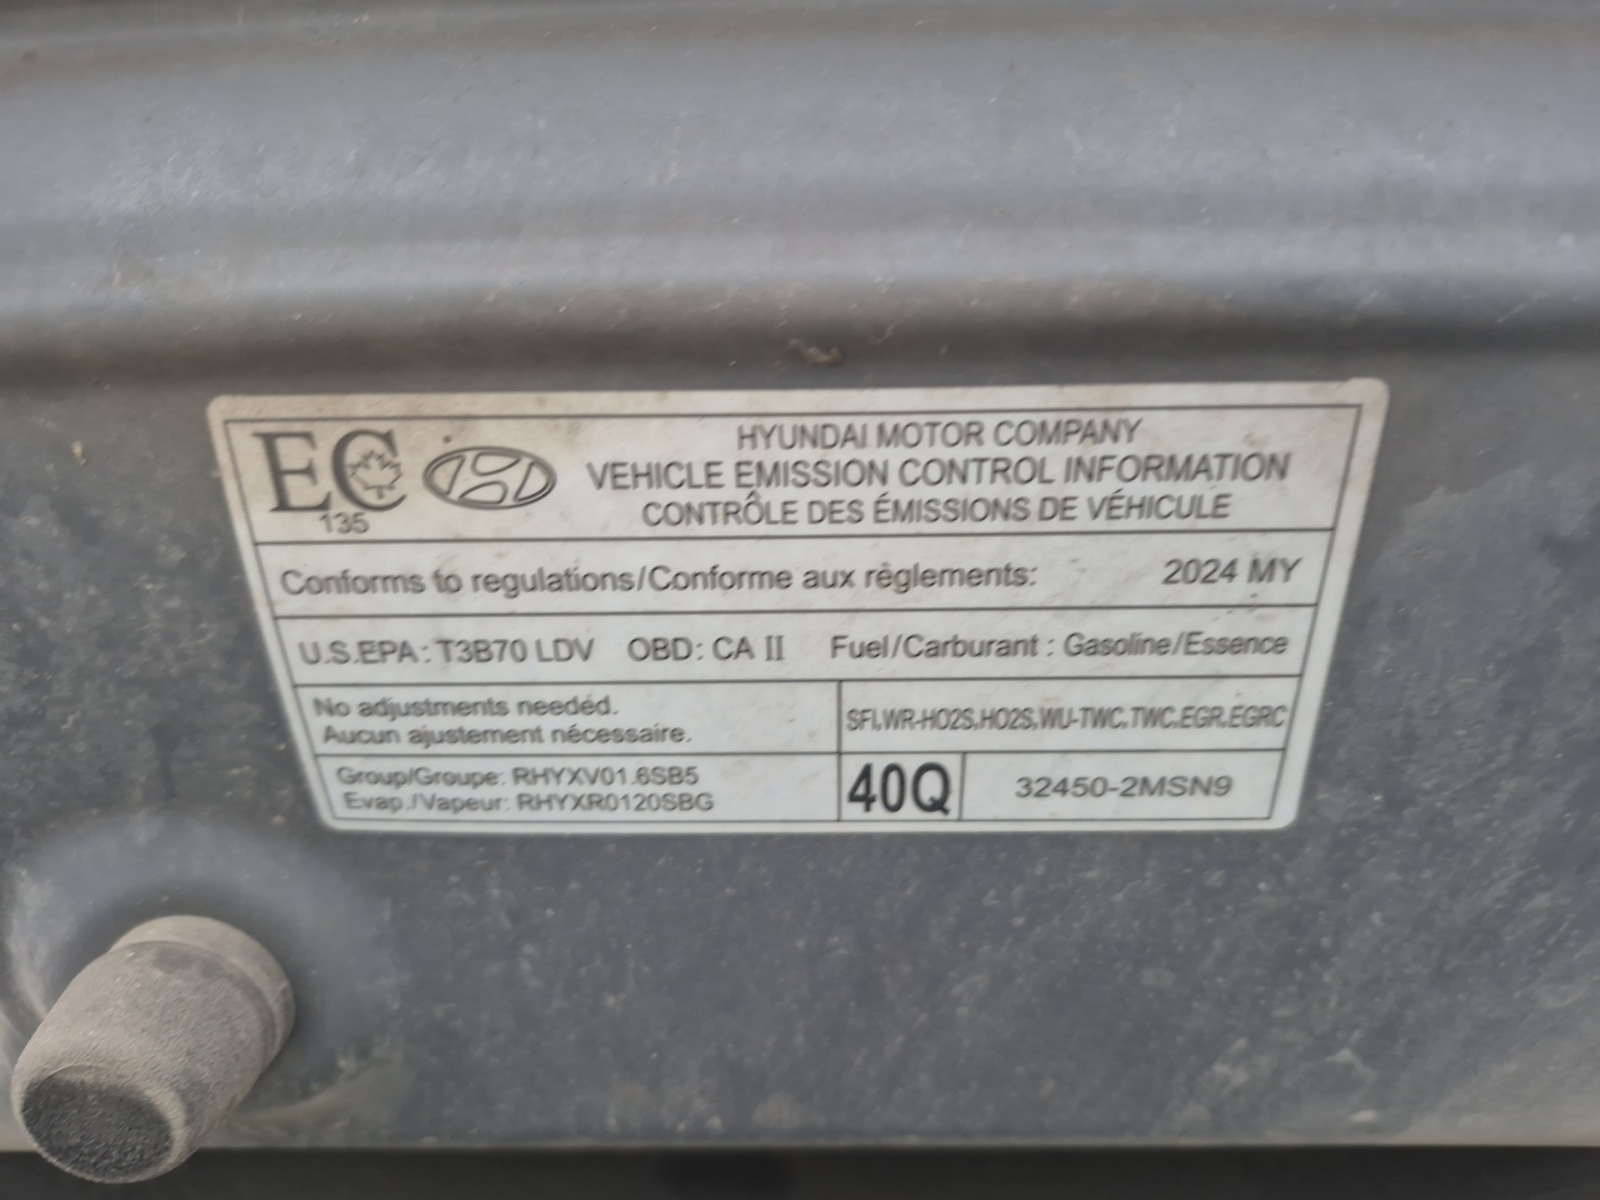 EC
135
HYUNDAI MOTOR COMPANY
VEHICLE EMISSION CONTROL INFORMATION
CONTRÔLE DES ÉMISSIONS DE VÉHICULE
Conforms to regulations/Conforme aux règlements: 2024 MY
U.S.EPA: T3B70 LDV OBD: CA II Fuel/Carburant : Gasoline/Essence
No adjustments needed.
Aucun ajustement nécessaire.
SFI,WR-HO2S,HO2S,WU-TWC,TWC,EGR,EGRC
Group/Groupe: RHYXV01.6SB5
Evap./Vapeur: RHYXR0120SBG
40Q
32450-2MSN9